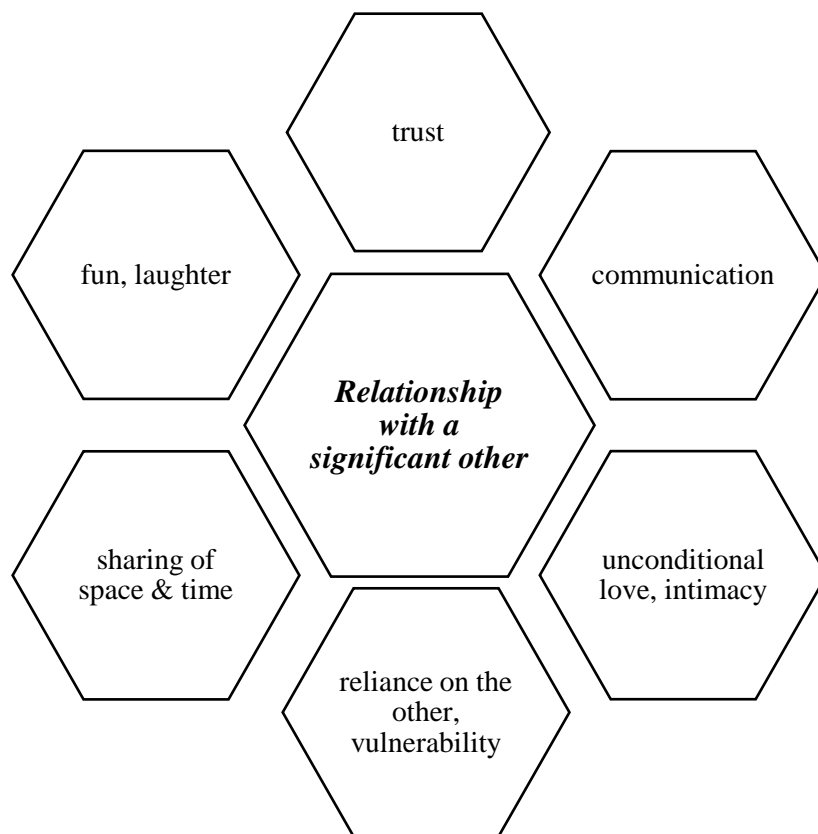 trust
fun, laughter
communication
Relationship
with a
significant other
sharing of
space & time
unconditional
love, intimacy
reliance on the
other,
vulnerability